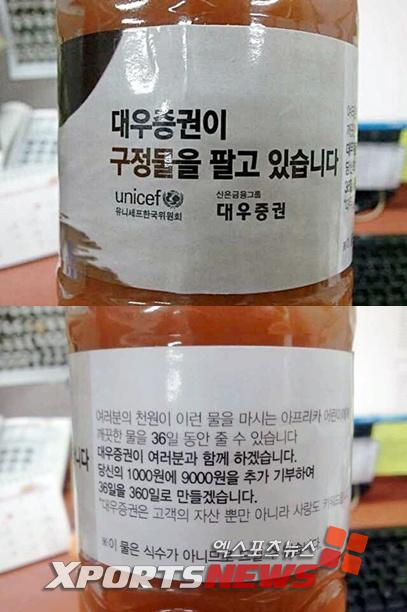 대우증권이
구정물을 팔고 있습니다
unicef
유니세프한국위원회
산은금융그룹
대우증권
여러분의 천원이 이런 물을 마시는 아프리카
깨끗한 물을 36일 동안 줄 수 있습니다
대우증권이 여러분과 함께 하겠습니다.
당신의 1000원에 9000원을 추가 기부하여
36일을 360일로 만들겠습니다.
*대우증권은 고객의 자산 뿐만 아니라 사랑도
※이 물은 식수가
엑스포츠뉴스
XPORTSNEWS